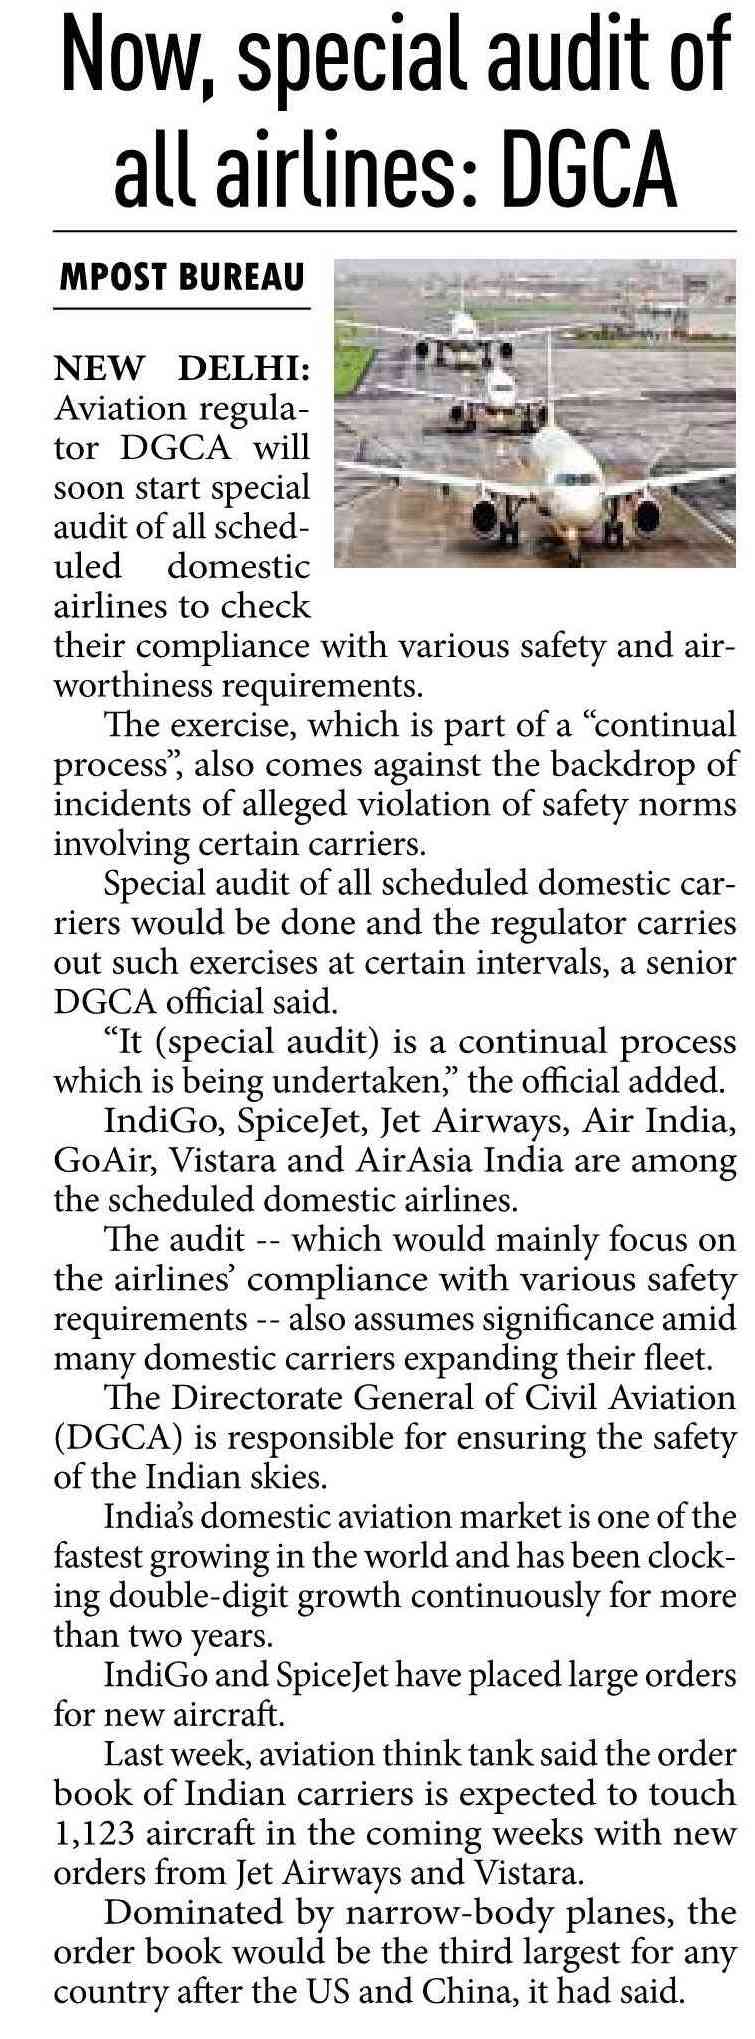 Now, special audit of
all airlines: DGCA
MPOST BUREAU
NEW DELHI:
Aviation regula-
tor DGCA will
soon start special
audit of all sched-
uled domestic
airlines to check
their compliance with various safety and air-
worthiness requirements.
The exercise, which is part of a “continual
process”, also comes against the backdrop of
incidents of alleged violation of safety norms
involving certain carriers.
Special audit of all scheduled domestic car-
riers would be done and the regulator carries
out such exercises at certain intervals, a senior
DGCA official said.
“It (special audit) is a continual process
which is being undertaken,” the official added.
IndiGo, SpiceJet, Jet Airways, Air India,
GoAir, Vistara and AirAsia India are among
the scheduled domestic airlines.
The audit -- which would mainly focus on
the airlines’ compliance with various safety
requirements -- also assumes significance amid
many domestic carriers expanding their fleet.
The Directorate General of Civil Aviation
(DGCA) is responsible for ensuring the safety
of the Indian skies.
India’s domestic aviation market is one of the
fastest growing in the world and has been clock-
ing double-digit growth continuously for more
than two years.
IndiGo and SpiceJet have placed large orders
for new aircraft.
Last week, aviation think tank said the order
book of Indian carriers is expected to touch
1,123 aircraft in the coming weeks with new
orders from Jet Airways and Vistara.
Dominated by narrow-body planes, the
order book would be the third largest for any
country after the US and China, it had said.